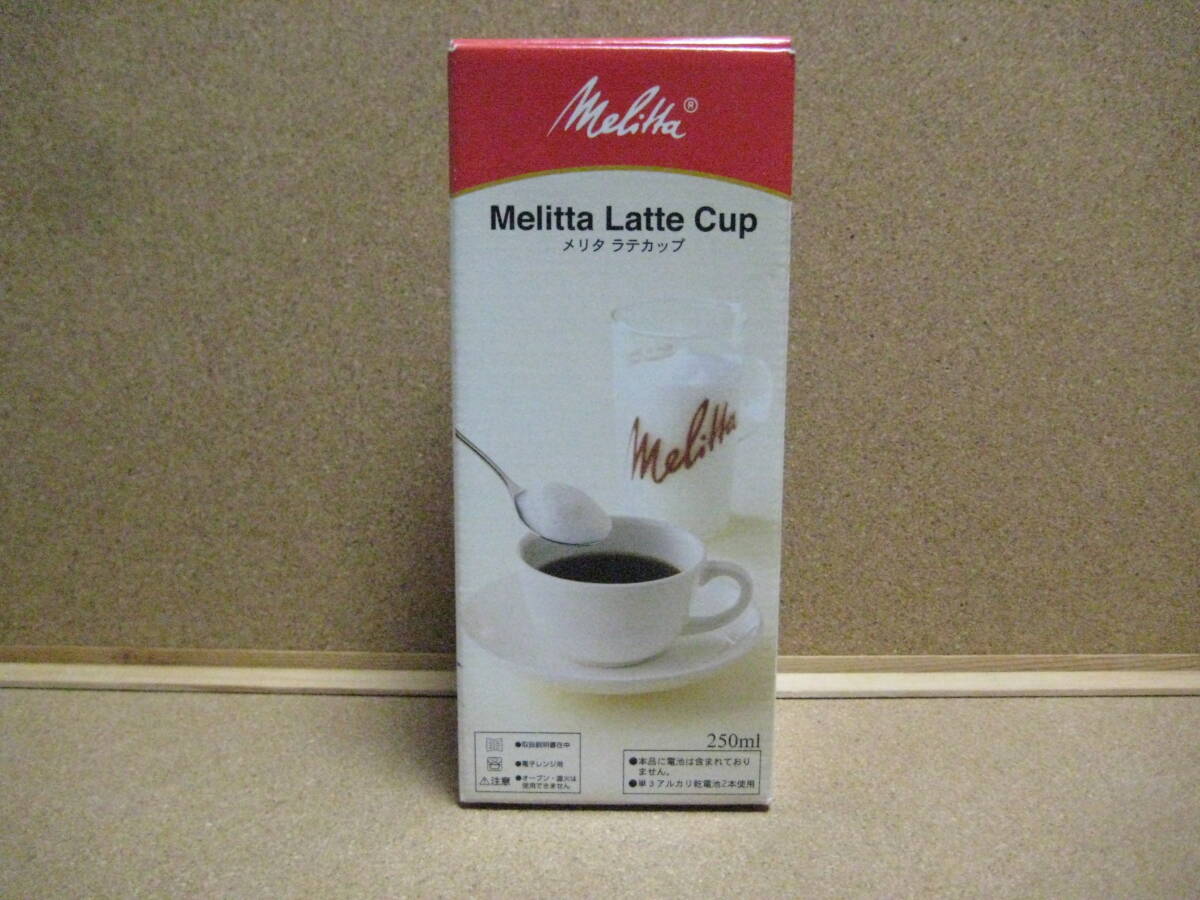 Melitta®
Melitta Latte Cup
メリタ ラテカップ
Melitta
250ml
●取扱説明書在中
●電子レンジ用
⚠注意 ●オーブン・直火は
使用できません
●本品に電池は含まれており
ません。
●単3アルカリ乾電池2本使用